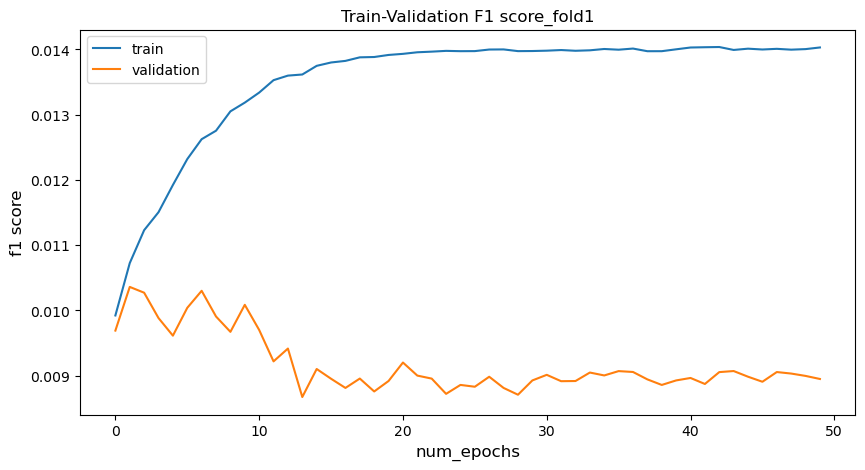 Train-Validation F1 score_fold1
train
validation
f1 score
0.014
0.013
0.012
0.011
0.010
0.009
0 10 20 30 40 50
num_epochs